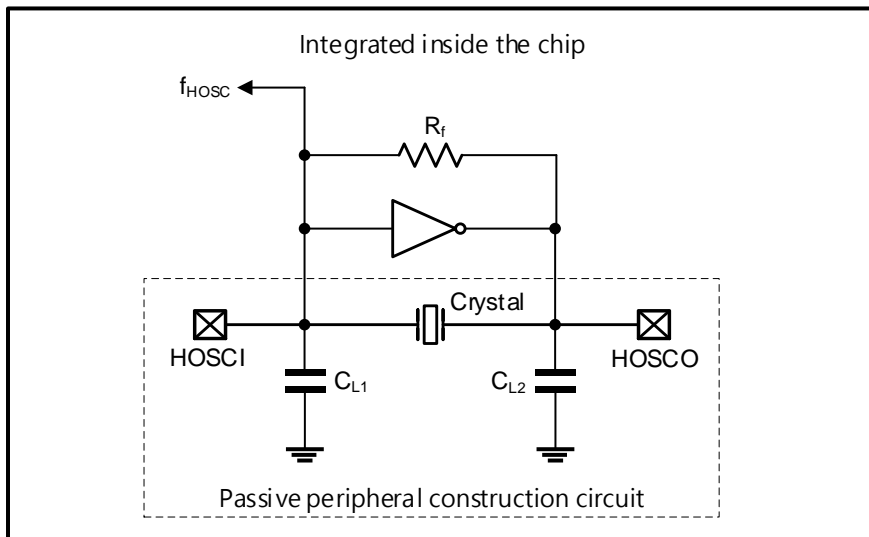 Integrated inside the chip
fHOSC
Rf
Crystal
HOSCI
HOSCO
CL1
CL2
Passive peripheral construction circuit